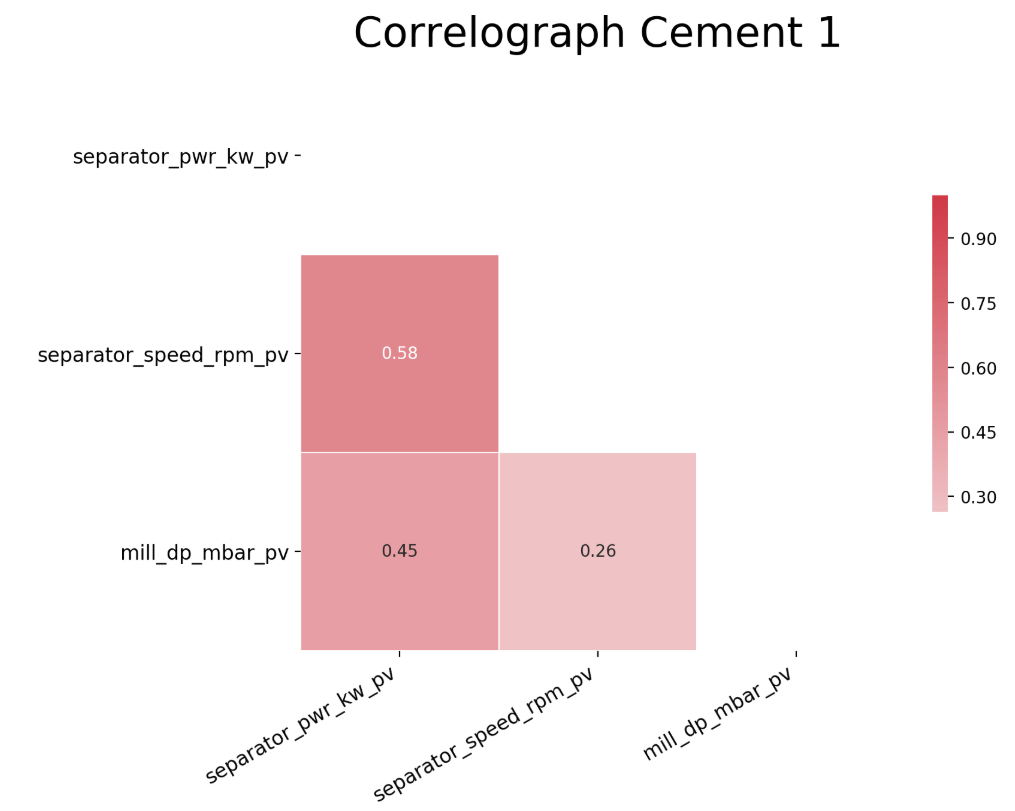 Correlograph Cement 1
separator_pwr_kw_pv
separator_speed_rpm_pv
mill_dp_mbar_pv
0.58
0.45
0.26
separator_pwr_kw_pv
separator_speed_rpm_pv
mill_dp_mbar_pv
0.90
0.75
0.60
0.45
0.30